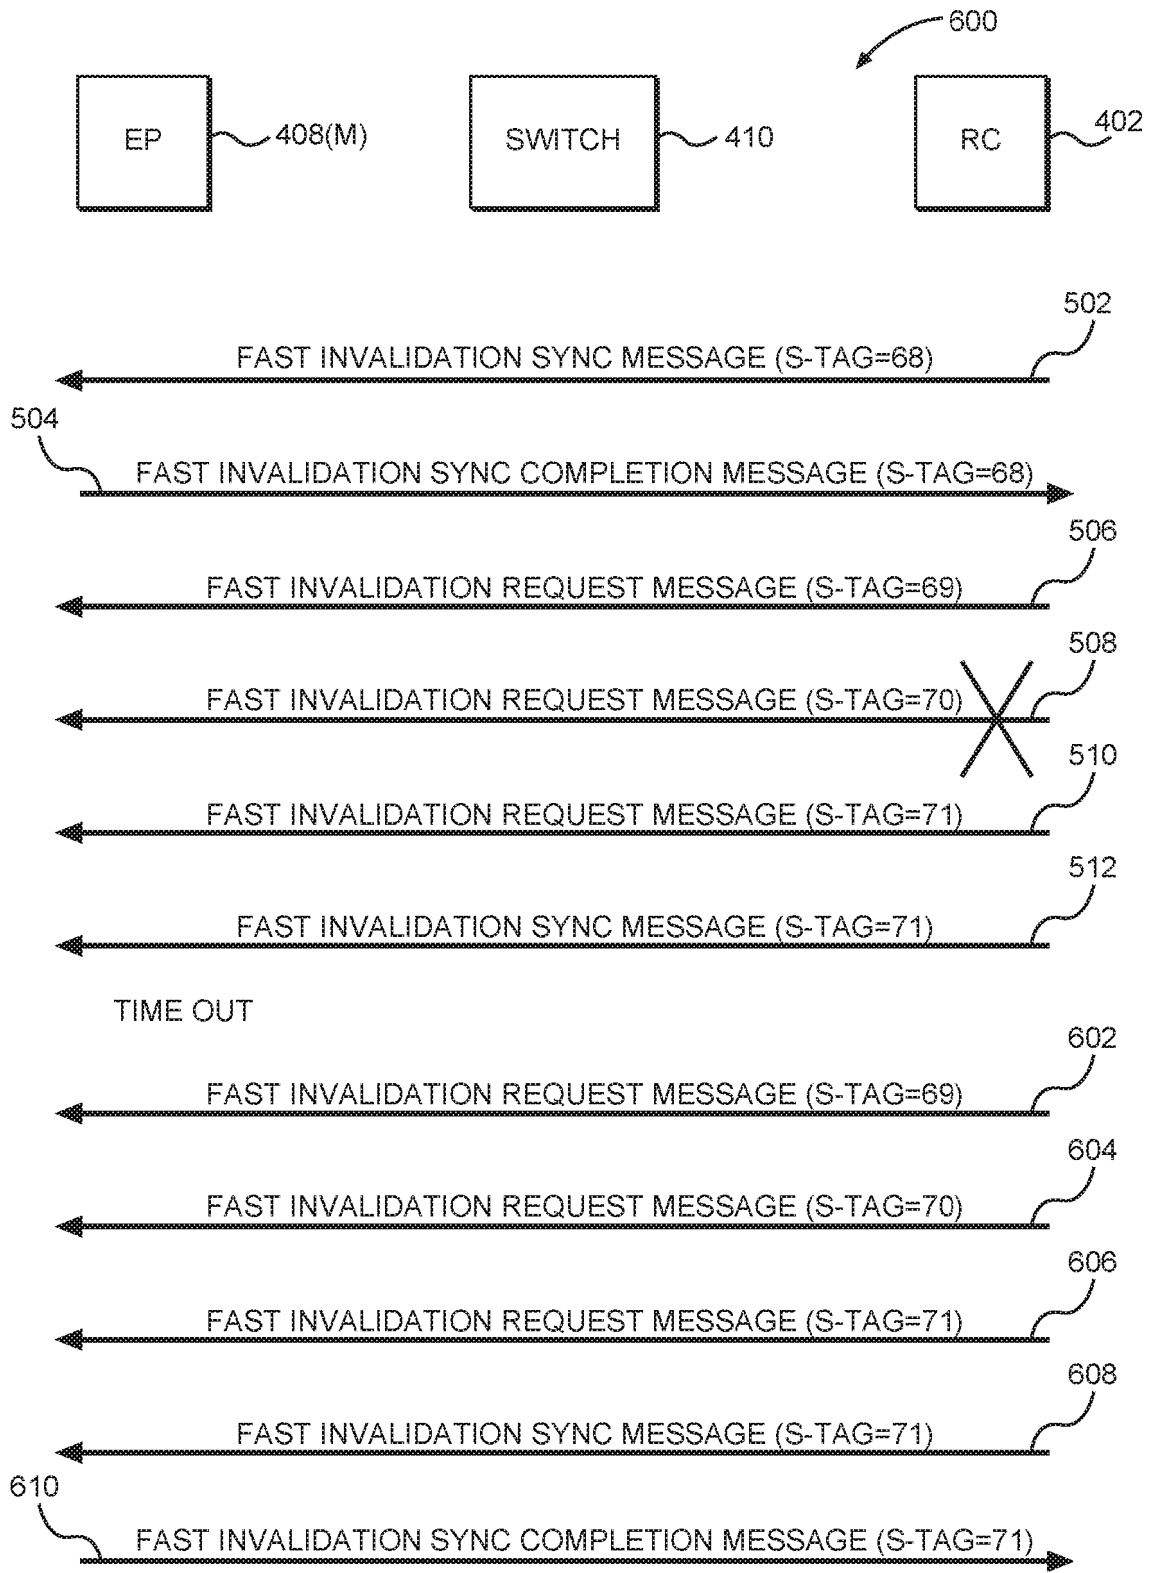 600
EP
408(M)
SWITCH
410
RC
402
502
FAST INVALIDATION SYNC MESSAGE (S-TAG=68)
504
FAST INVALIDATION SYNC COMPLETION MESSAGE (S-TAG=68)
506
FAST INVALIDATION REQUEST MESSAGE (S-TAG=69)
508
FAST INVALIDATION REQUEST MESSAGE (S-TAG=70)
510
FAST INVALIDATION REQUEST MESSAGE (S-TAG=71)
512
FAST INVALIDATION SYNC MESSAGE (S-TAG=71)
TIME OUT
602
FAST INVALIDATION REQUEST MESSAGE (S-TAG=69)
604
FAST INVALIDATION REQUEST MESSAGE (S-TAG=70)
606
FAST INVALIDATION REQUEST MESSAGE (S-TAG=71)
608
FAST INVALIDATION SYNC MESSAGE (S-TAG=71)
610
FAST INVALIDATION SYNC COMPLETION MESSAGE (S-TAG=71)